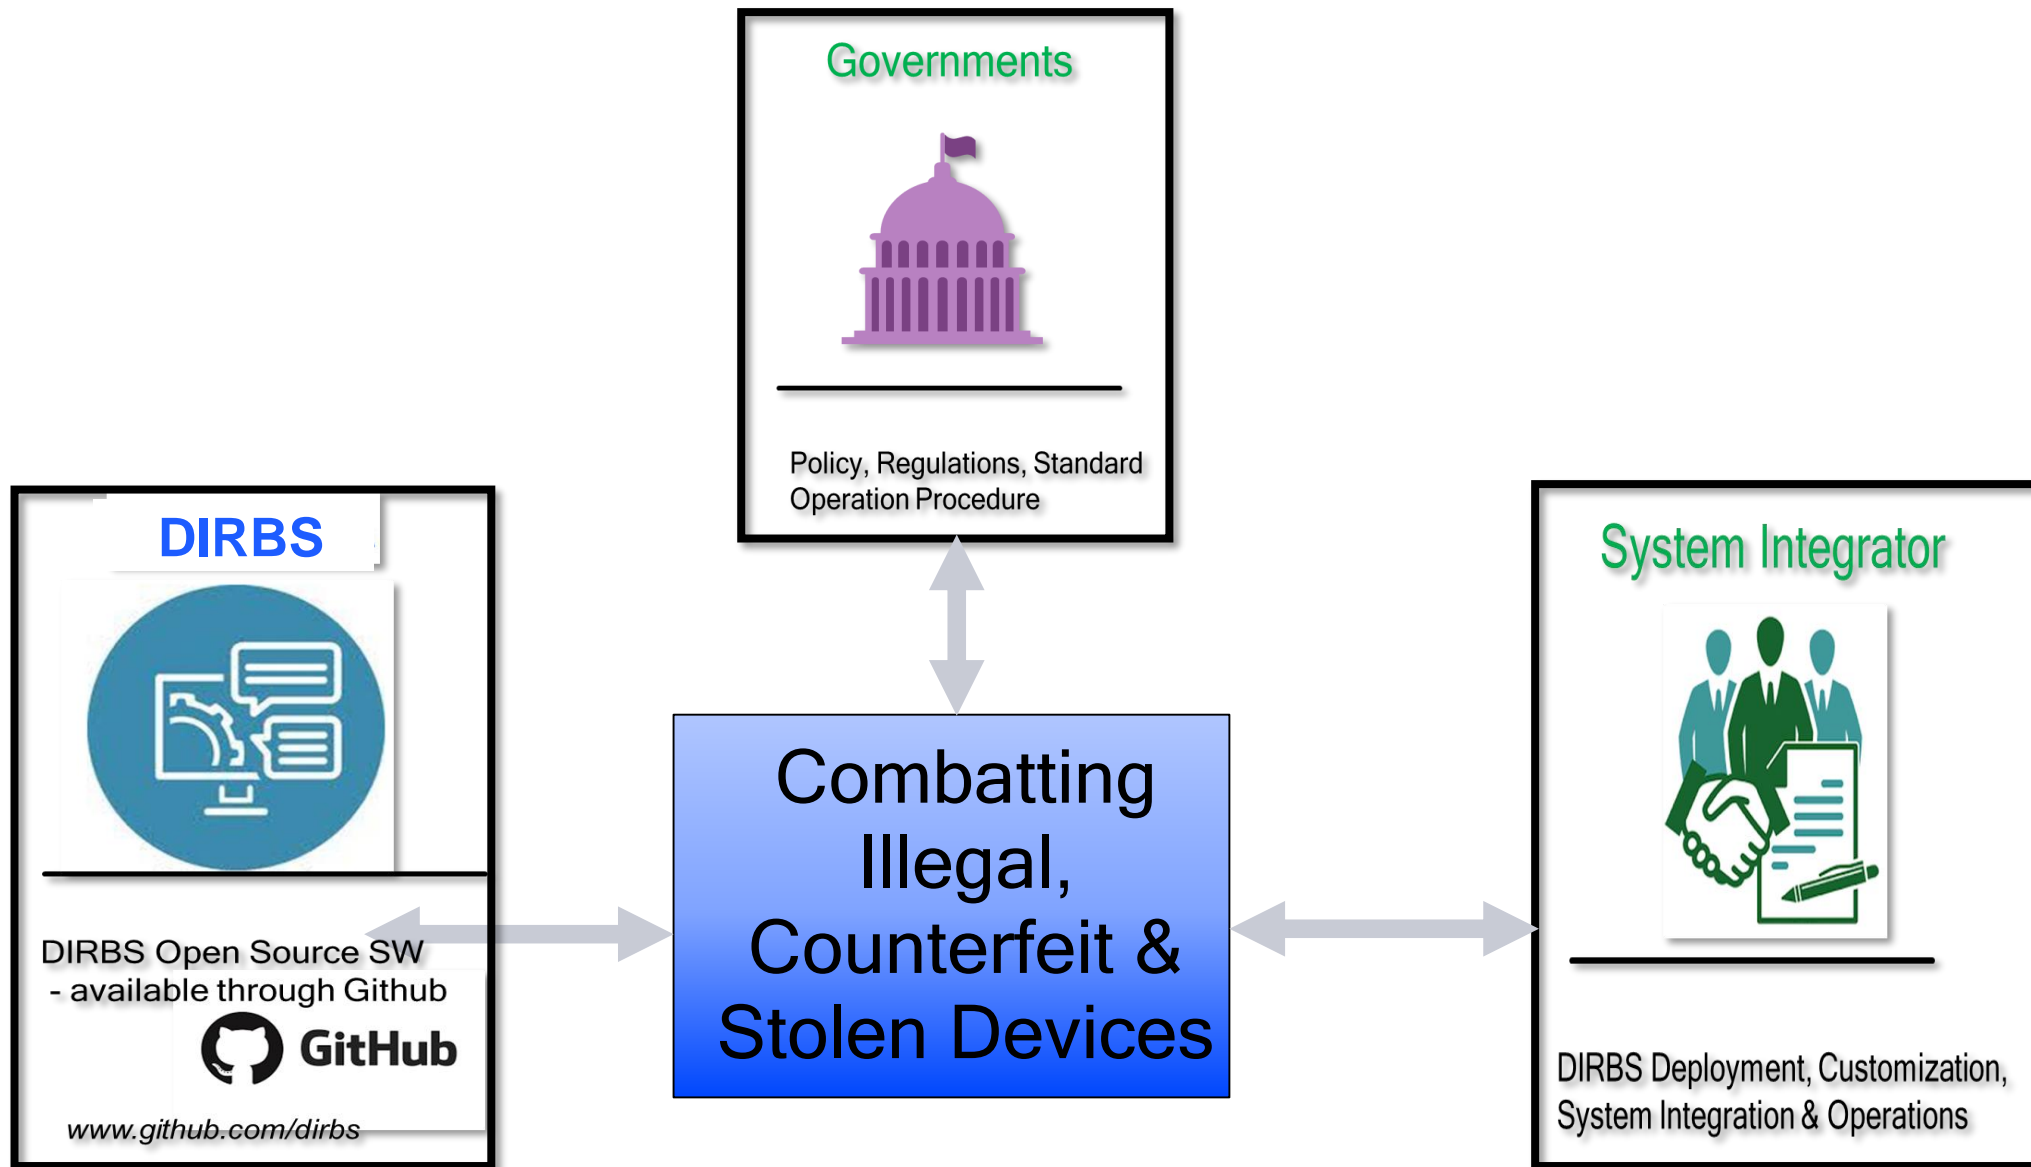 Governments
Policy, Regulations, Standard
Operation Procedure
DIRBS
DIRBS Open Source SW
- available through Github
GitHub
www.github.com/dirbs
Combatting
Illegal,
Counterfeit &
Stolen Devices
System Integrator
DIRBS Deployment, Customization,
System Integration & Operations